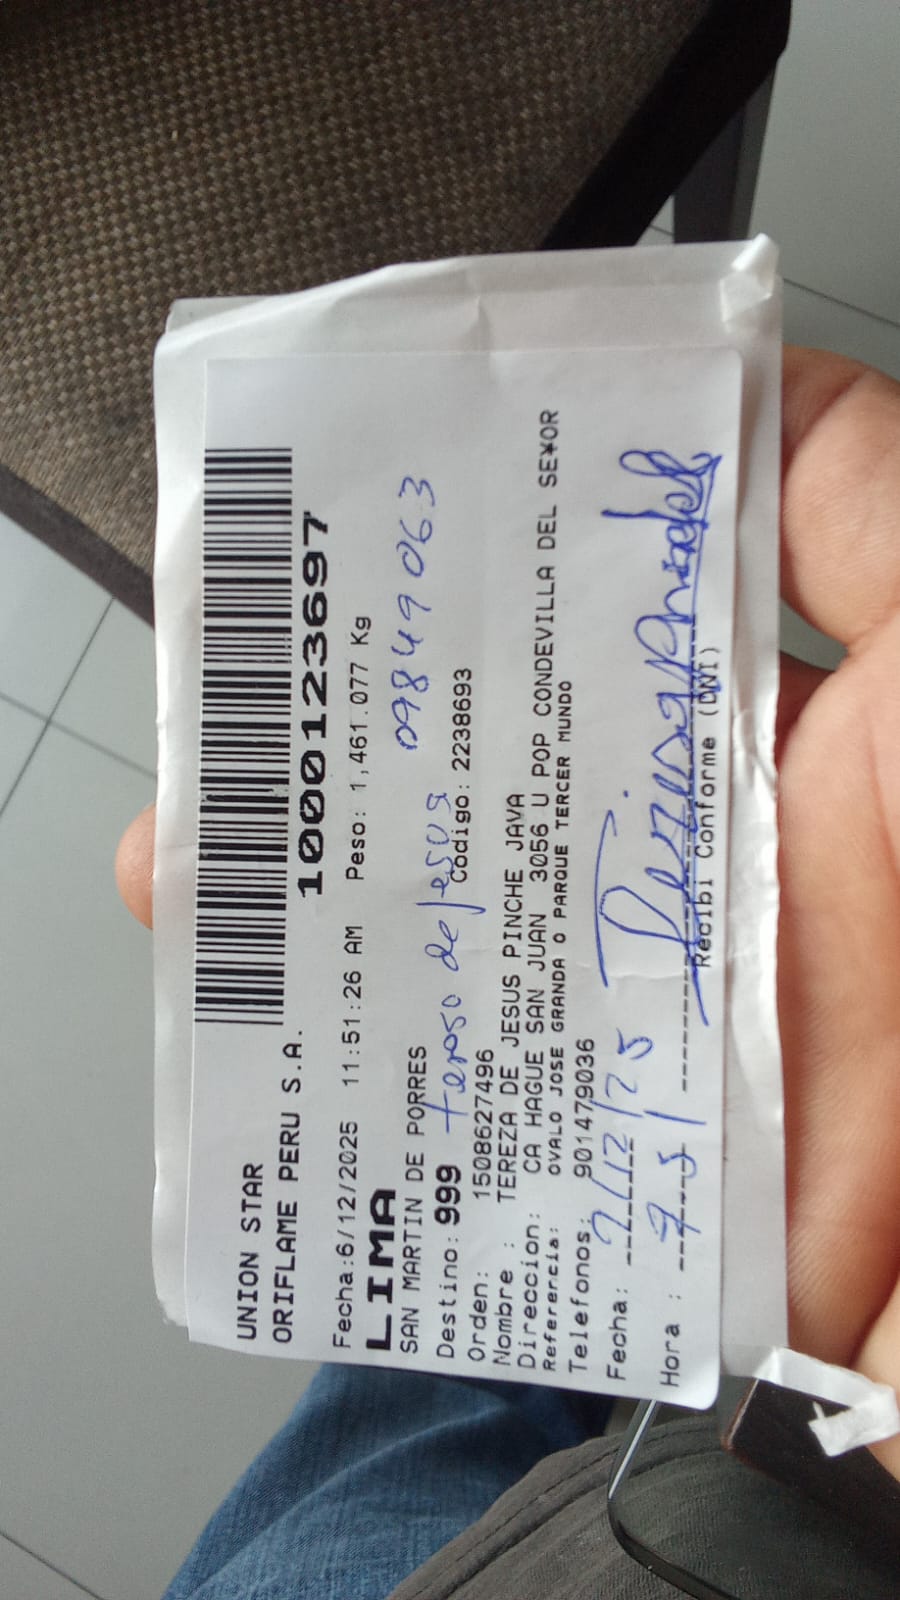 UNION STAR
ORIFLAME PERU S.A.
1000123697
Fecha:6/12/2025 11:51:26 AM Peso: 1,461.077 Kg
LIMA
SAN MARTIN DE PORRES
09849063
Destino: 999 Codigo: 2238693
Orden: 1508627496
Nombre : TEREZA DE JESUS PINCHE JAVA
Direccion: CA HAGUE SAN JUAN 3056 U POP CONDEVILLA DEL SE¥OR
Referencia: OVALO JOSE GRANDA O PARQUE TERCER MUNDO
Telefonos: 901479036
Fecha:
Hora :
Recibi Conforme (DNI)